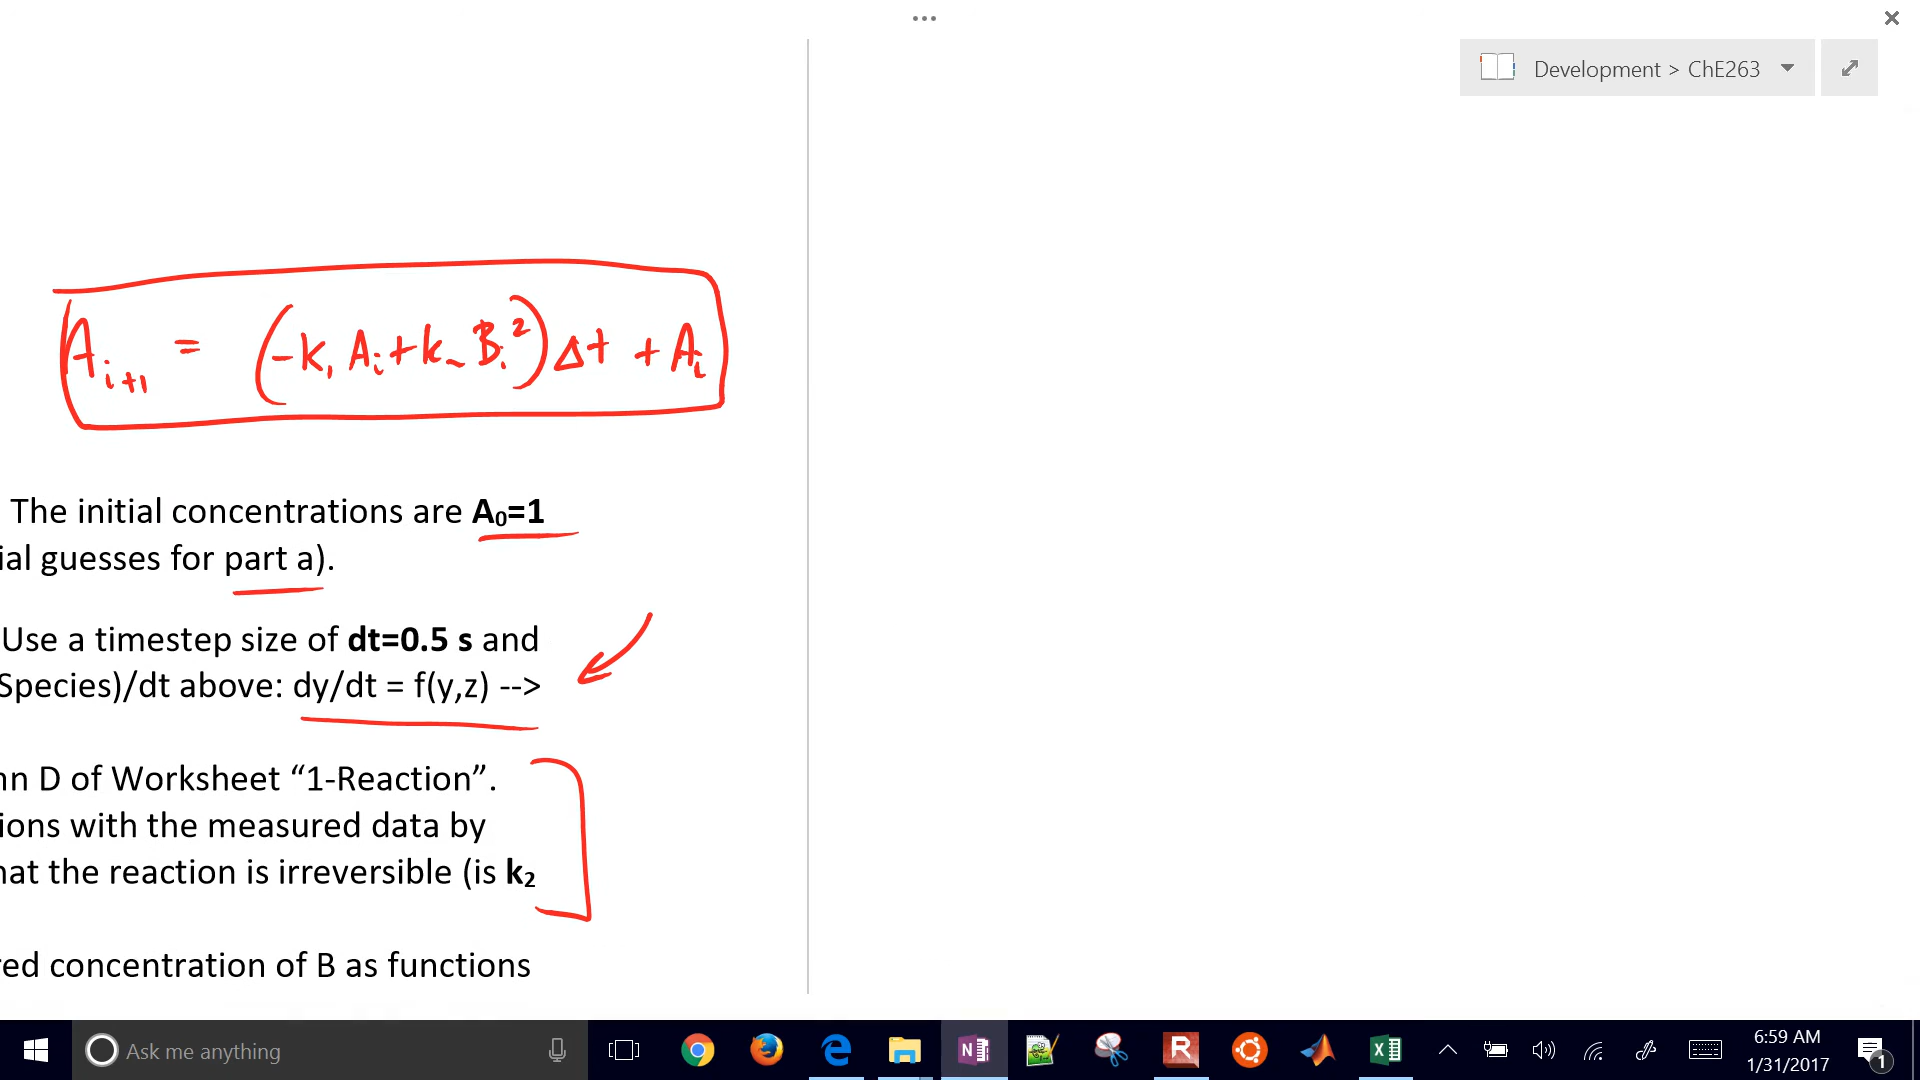 Development > ChE263
A_{i+1} = (-k_1 A_i + k_2 B_i^2) Δt + A_i
The initial concentrations are A₀=1
ial guesses for part a).
Use a timestep size of dt=0.5 s and
Species)/dt above: dy/dt = f(y,z) -->
nn D of Worksheet “1-Reaction”.
ions with the measured data by
hat the reaction is irreversible (is k₂
red concentration of B as functions
Ask me anything
6:59 AM
1/31/2017
1